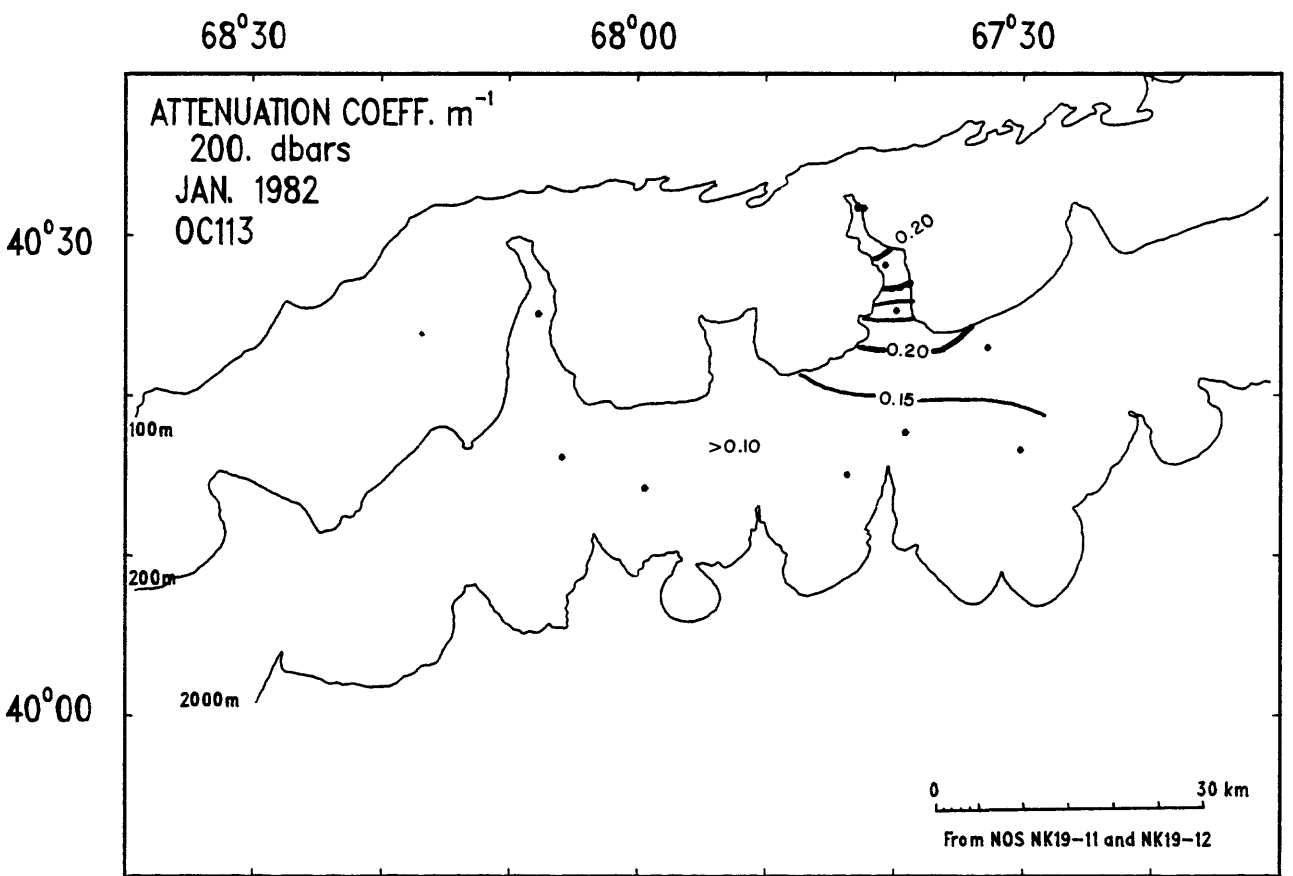 68°30 68°00 67°30
ATTENUATION COEFF. m⁻¹
200. dbars
JAN. 1982
OC113
40°30
0.20
0.20
0.15
100m
>0.10
200m
2000m
40°00
0 30 km
From NOS NK19-11 and NK19-12